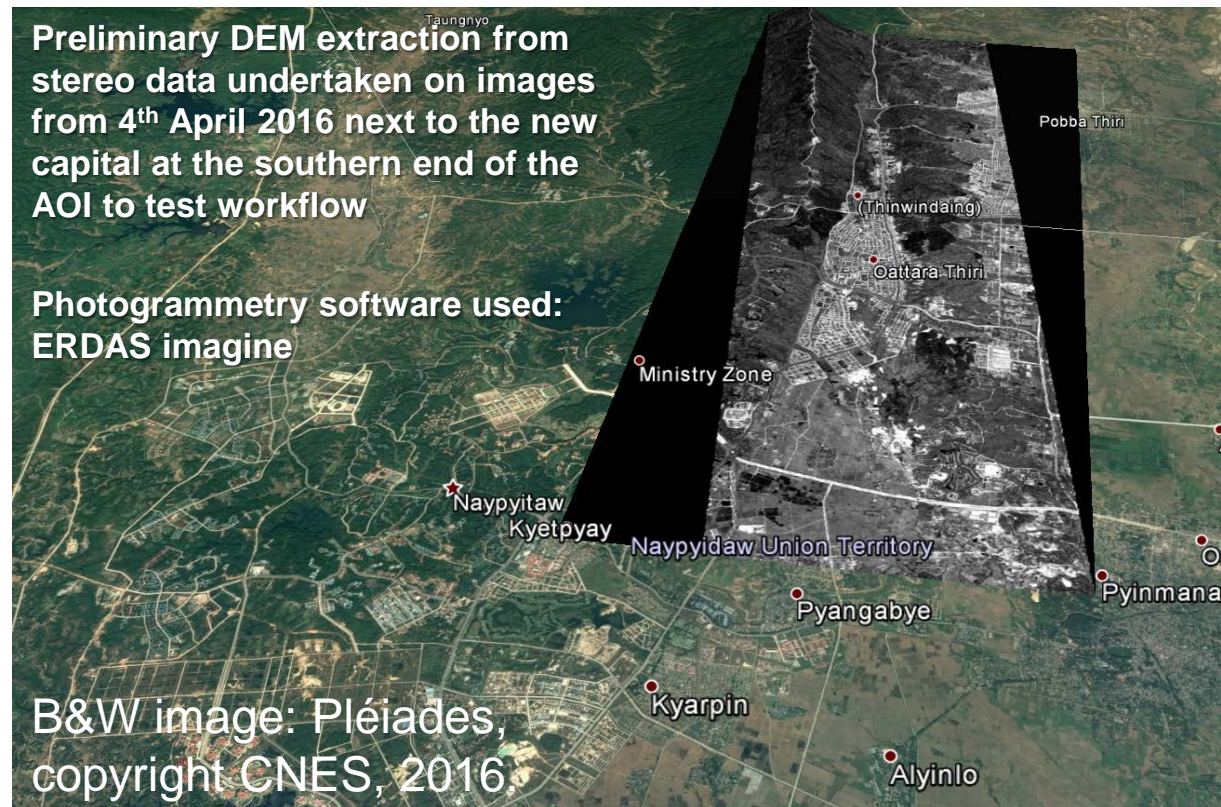 Taungnyo
Preliminary DEM extraction from
stereo data undertaken on images
from 4th April 2016 next to the new
capital at the southern end of the
AOI to test workflow
Photogrammetry software used:
ERDAS imagine
Pobba Thiri
(Thinwindaing)
Oattara Thiri
Ministry Zone
Naypyitaw
Kyetpyay
Naypyidaw Union Territory
Pyinmana
Pyangabye
Kyarpin
Alyinlo
B&W image: Pléiades,
copyright CNES, 2016.